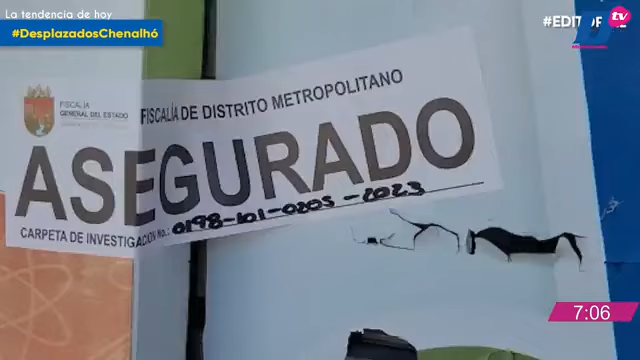 La tendencia de hoy
#DesplazadosChenalhó
tv
FISCALÍA
GENERAL DEL ESTADO
FISCALÍA DE DISTRITO METROPOLITANO
ASEGURADO
CARPETA DE INVESTIGACIÓN No.: 0198-101-0205-2023
7:06